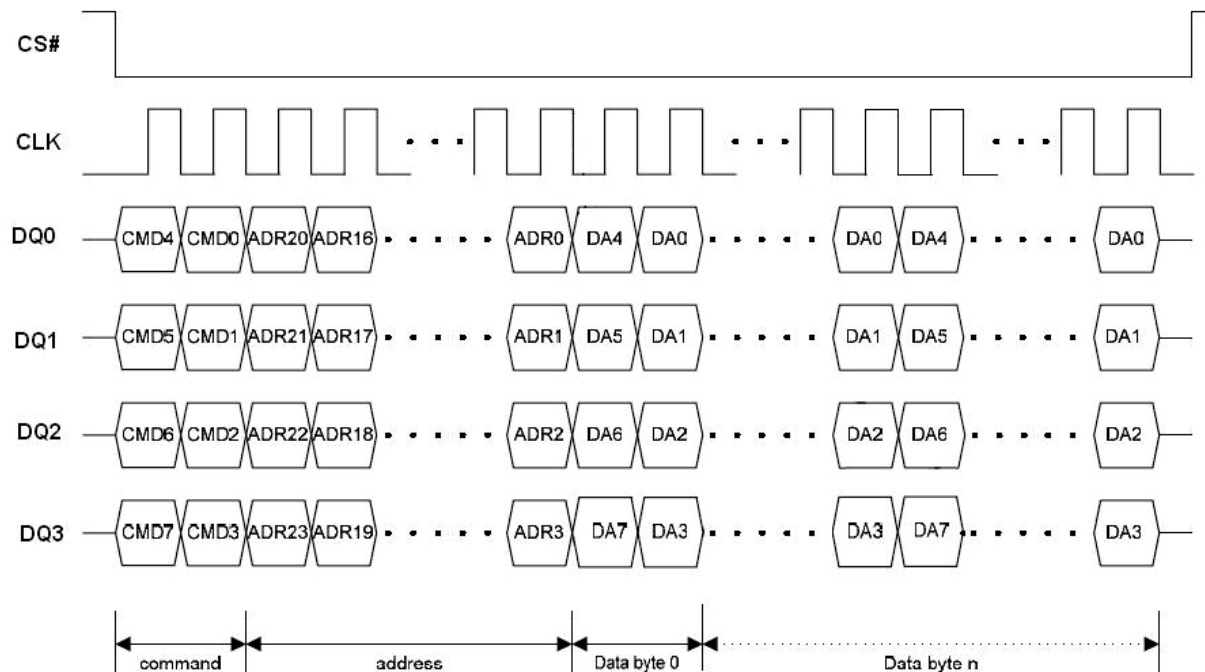 CS#
CLK
DQ0 CMD4 CMD0 ADR20 ADR16 ADR0 DA4 DA0 DA0 DA4 DA0
DQ1 CMD5 CMD1 ADR21 ADR17 ADR1 DA5 DA1 DA1 DA5 DA1
DQ2 CMD6 CMD2 ADR22 ADR18 ADR2 DA6 DA2 DA2 DA6 DA2
DQ3 CMD7 CMD3 ADR23 ADR19 ADR3 DA7 DA3 DA3 DA7 DA3
command address Data byte 0 Data byte n